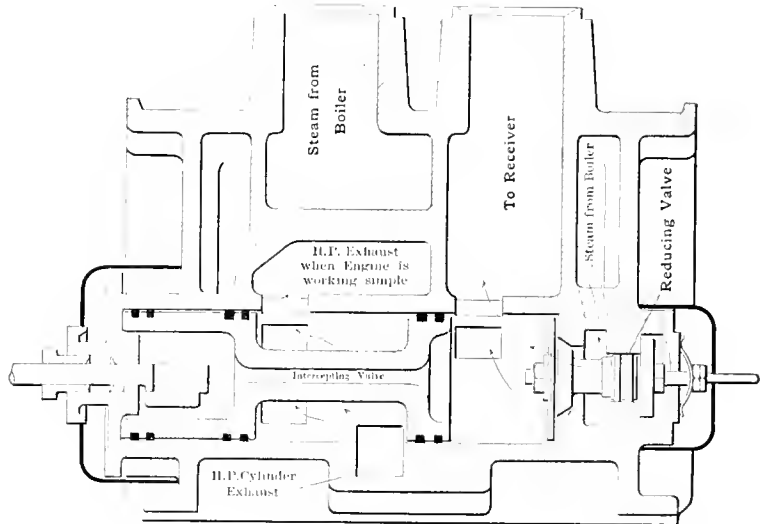 Steam from
Boiler
To Receiver
Steam from Boiler
Reducing Valve
H.P. Exhaust
when Engine is
working simple
Intercepting Valve
H.P. Cylinder
Exhaust